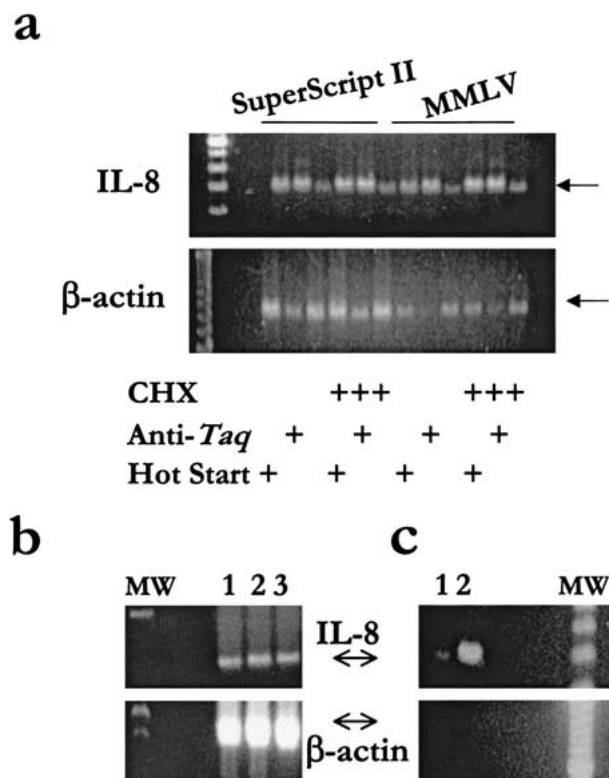 a
SuperScript II MMLV
IL-8
β-actin
CHX +++ +++
Anti-Taq + + + +
Hot Start + + + +
b c
MW 1 2 3 1 2 MW
IL-8
β-actin